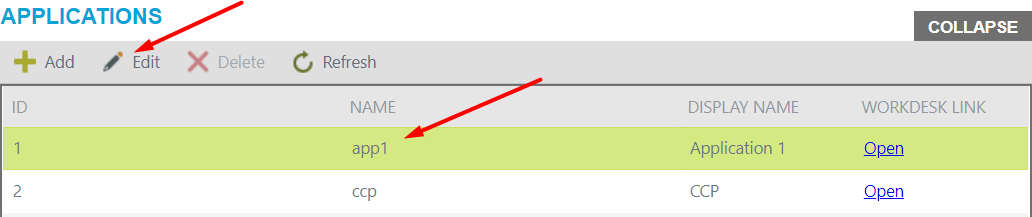 APPLICATIONS
COLLAPSE
Add Edit Delete Refresh
ID NAME DISPLAY NAME WORKDESK LINK
1 app1 Application 1 Open
2 ccp CCP Open